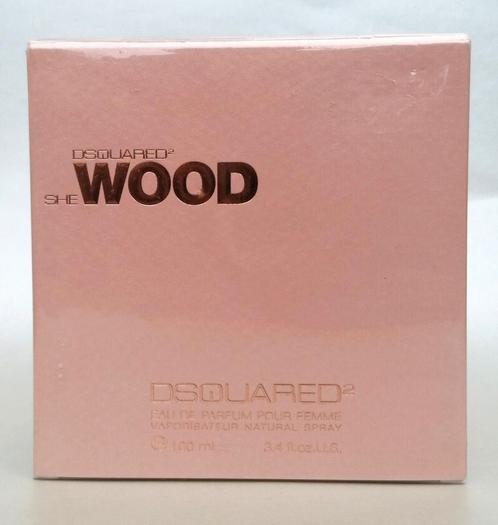 DSQUARED²
SHE WOOD
DSQUARED²
EAU DE PARFUM POUR FEMME
VAPORISATEUR NATURAL SPRAY
℮ 100 ml 3.4 fl.oz.U.S.